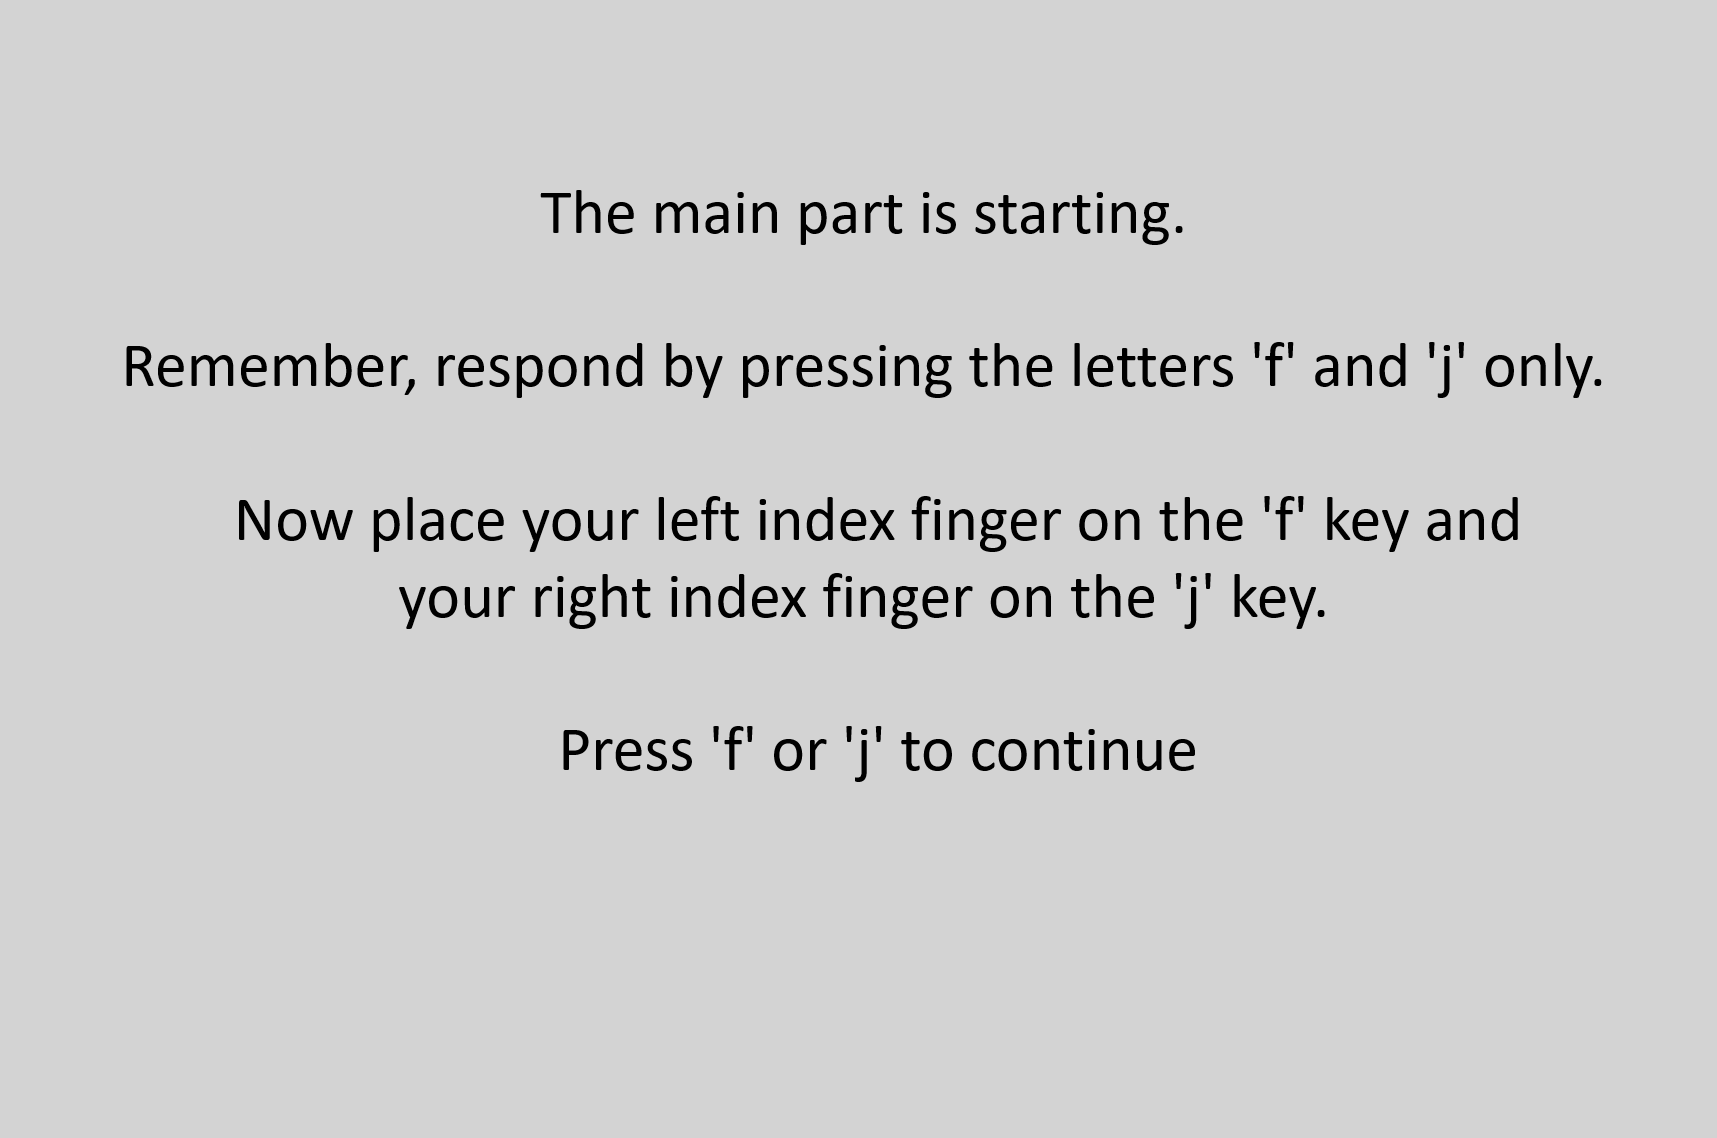 The main part is starting.
Remember, respond by pressing the letters 'f' and 'j' only.
Now place your left index finger on the 'f' key and
your right index finger on the 'j' key.
Press 'f' or 'j' to continue